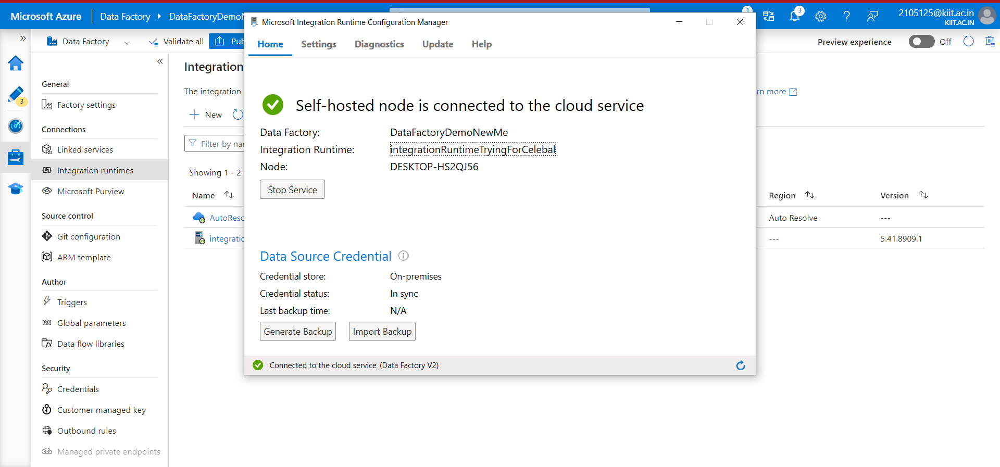 Microsoft Azure
Data Factory
DataFactoryDemoN
1
3
2105125@kiit.ac.in
KIIT.AC.IN
Microsoft Integration Runtime Configuration Manager
Home
Settings
Diagnostics
Update
Help
Data Factory
Validate all
Pub
Preview experience
Off
3
General
Factory settings
Connections
Linked services
Integration runtimes
Microsoft Purview
Source control
Git configuration
ARM template
Author
Triggers
Global parameters
Data flow libraries
Security
Credentials
Customer managed key
Outbound rules
Managed private endpoints
Integration
The integration
rn more
New
Filter by nar
Showing 1 - 2
Name
Region
Version
AutoReso
Auto Resolve
---
integratio
---
5.41.8909.1
Self-hosted node is connected to the cloud service
Data Factory: DataFactoryDemoNewMe
Integration Runtime: integrationRuntimeTryingForCelebal
Node: DESKTOP-HS2QJ56
Stop Service
Data Source Credential
Credential store: On-premises
Credential status: In sync
Last backup time: N/A
Generate Backup
Import Backup
Connected to the cloud service (Data Factory V2)